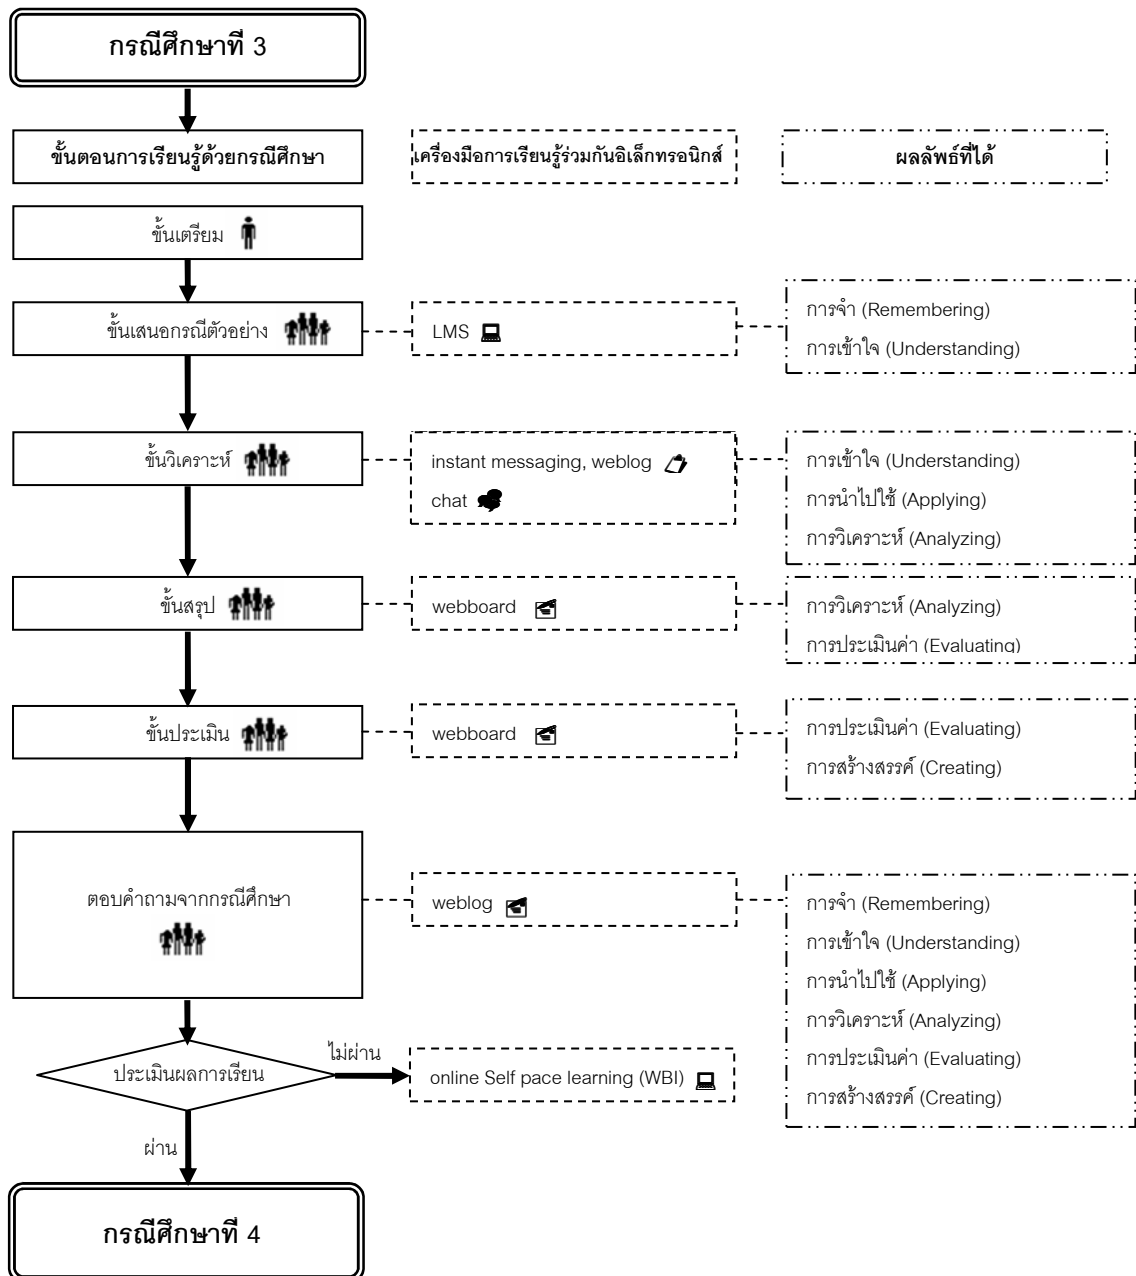 กรณีศึกษาที่ 3
ขั้นตอนการเรียนรู้ด้วยกรณีศึกษา
เครื่องมือการเรียนรู้ร่วมกันอิเล็กทรอนิกส์
ผลลัพธ์ที่ได้
ขั้นเตรียม
ขั้นเสนอกรณีตัวอย่าง
LMS
การจำ (Remembering)
การเข้าใจ (Understanding)
ขั้นวิเคราะห์
instant messaging, weblog
chat
การเข้าใจ (Understanding)
การนำไปใช้ (Applying)
การวิเคราะห์ (Analyzing)
ขั้นสรุป
webboard
การวิเคราะห์ (Analyzing)
การประเมินค่า (Evaluating)
ขั้นประเมิน
webboard
การประเมินค่า (Evaluating)
การสร้างสรรค์ (Creating)
ตอบคำถามจากกรณีศึกษา
weblog
การจำ (Remembering)
การเข้าใจ (Understanding)
การนำไปใช้ (Applying)
การวิเคราะห์ (Analyzing)
การประเมินค่า (Evaluating)
การสร้างสรรค์ (Creating)
ประเมินผลการเรียน
ไม่ผ่าน
online Self pace learning (WBI)
ผ่าน
กรณีศึกษาที่ 4